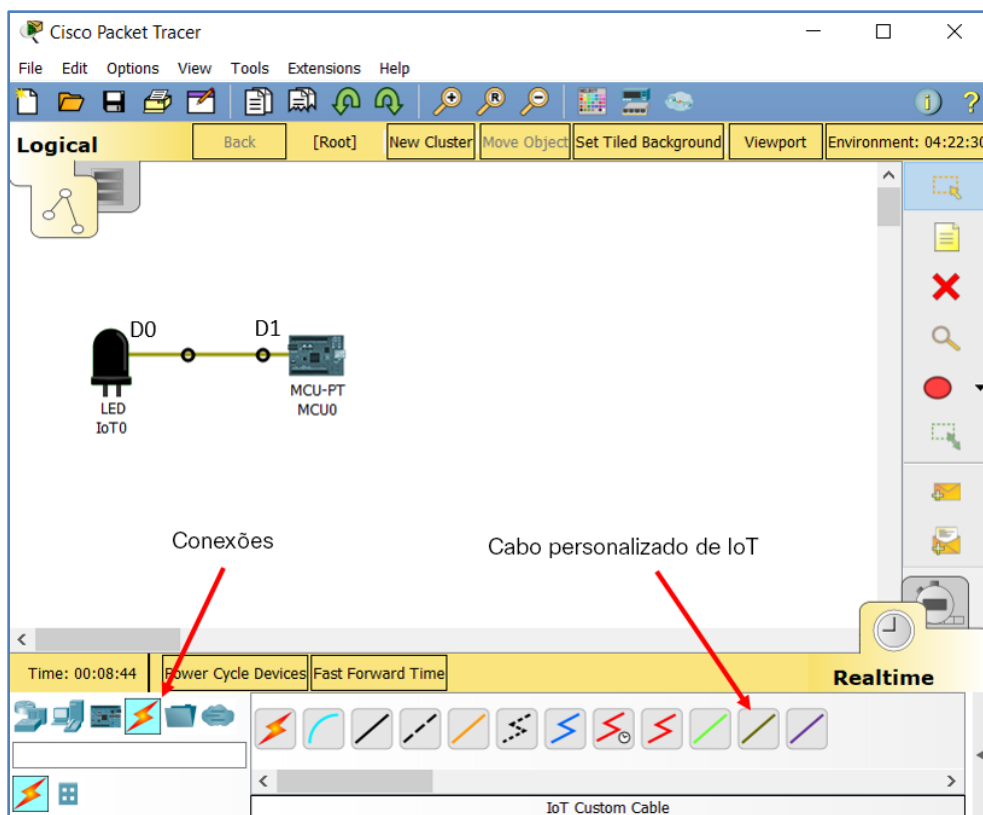 Cisco Packet Tracer
File Edit Options View Tools Extensions Help
Logical Back [Root] New Cluster Move Object Set Tiled Background Viewport Environment: 04:22:30
D0 D1
LED
IoT0
MCU-PT
MCU0
Conexões
Cabo personalizado de IoT
Time: 00:08:44 Power Cycle Devices Fast Forward Time
Realtime
IoT Custom Cable